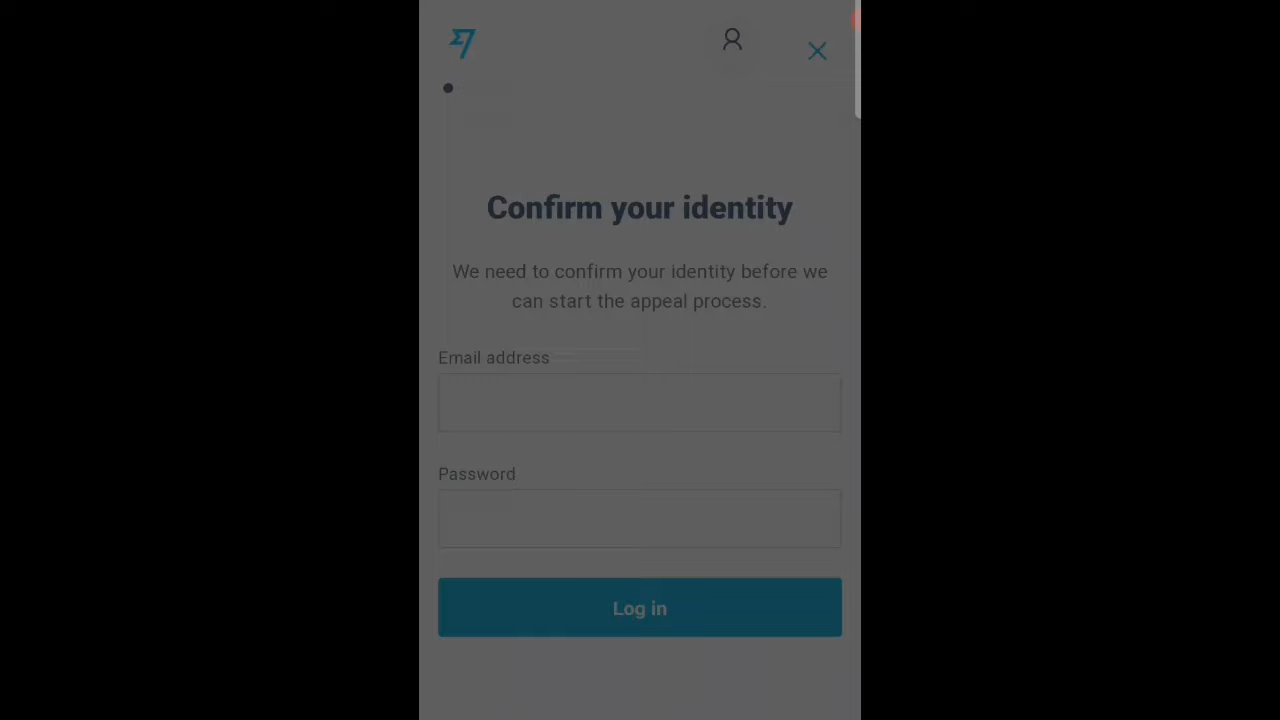 Confirm your identity
We need to confirm your identity before we
can start the appeal process.
Email address
Password
Log in